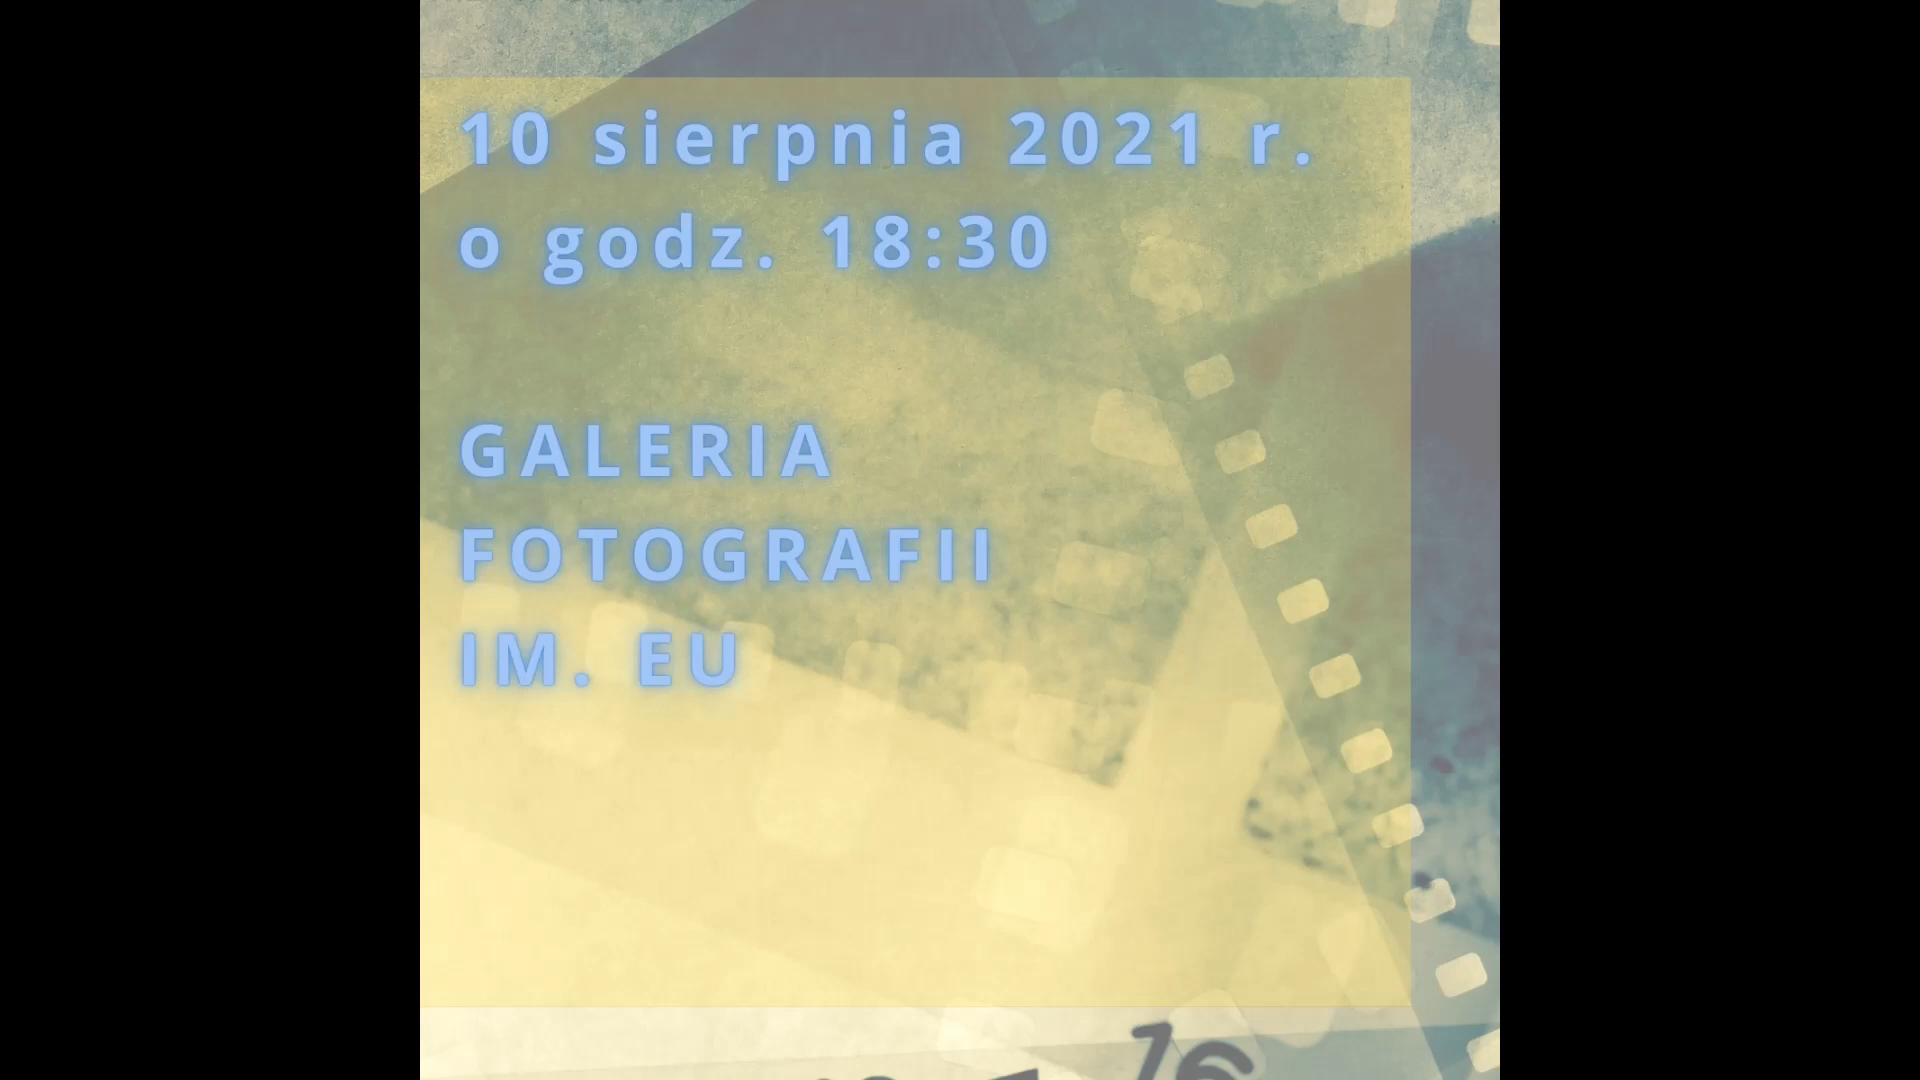 10 sierpnia 2021 r.
o godz. 18:30
GALERIA
FOTOGRAFII
IM. EU